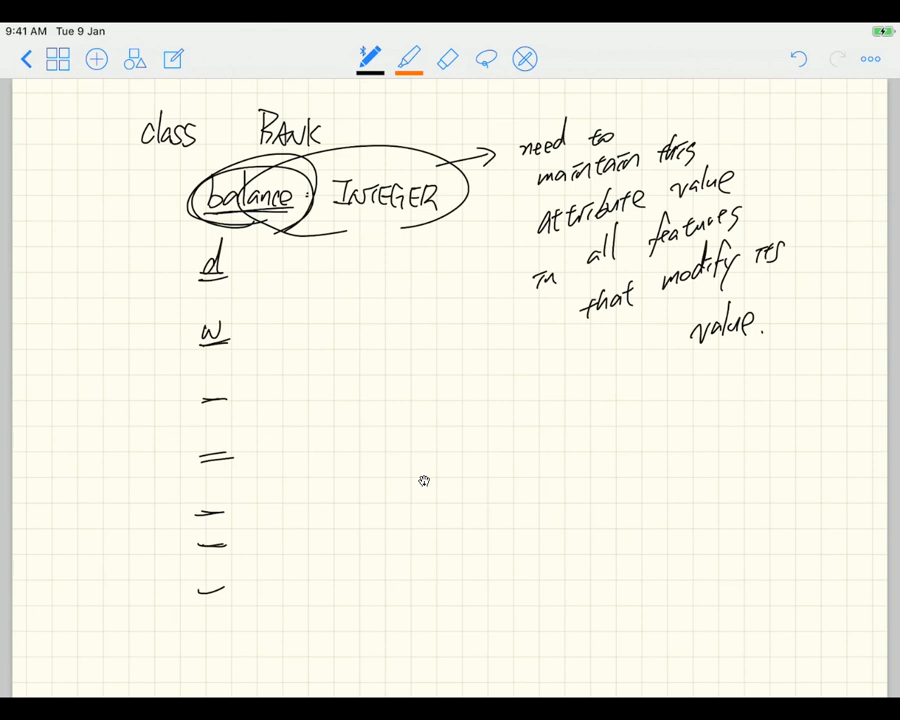 9:41 AM Tue 9 Jan
class BANK
balance : INTEGER
d
w
need to
maintain this
attribute value
in all features
that modify its
value.